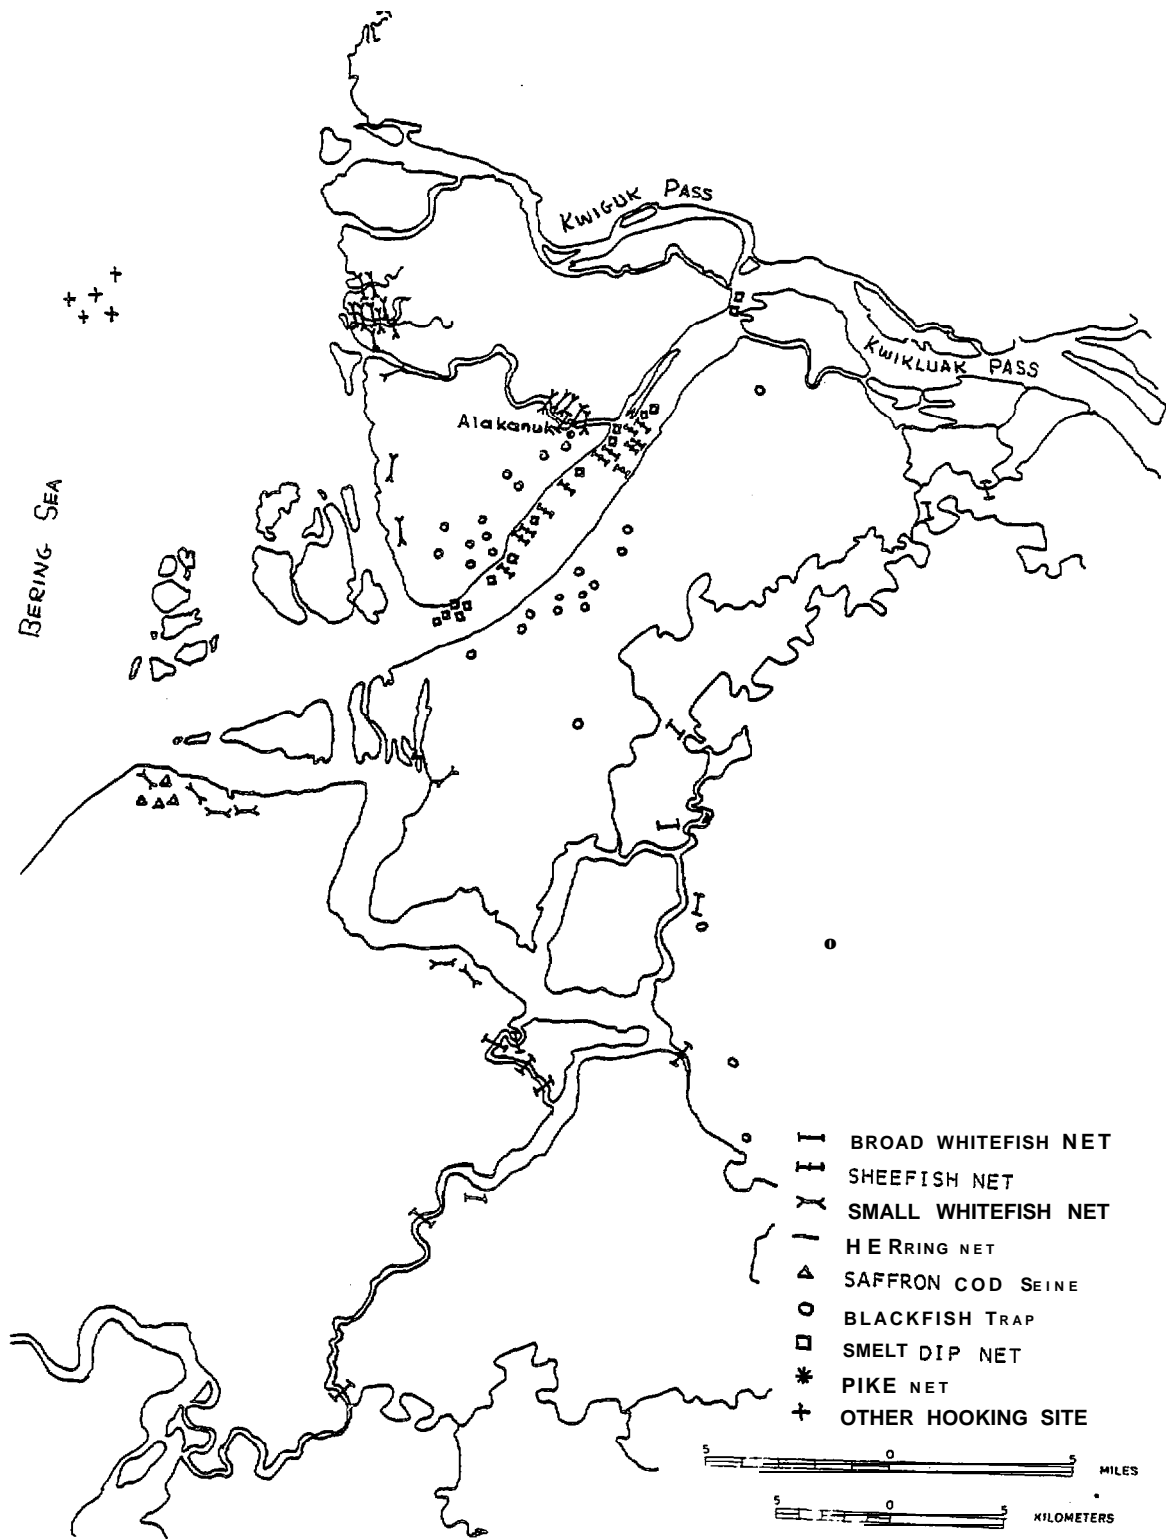 KWIGUK PASS
KWIKLUAK PASS
Alakanuk
BERING SEA
BROAD WHITEFISH NET
SHEEFISH NET
SMALL WHITEFISH NET
HERRING NET
SAFFRON COD SEINE
BLACKFISH TRAP
SMELT DIP NET
PIKE NET
OTHER HOOKING SITE
5 0 5
MILES
5 0 5
KILOMETERS